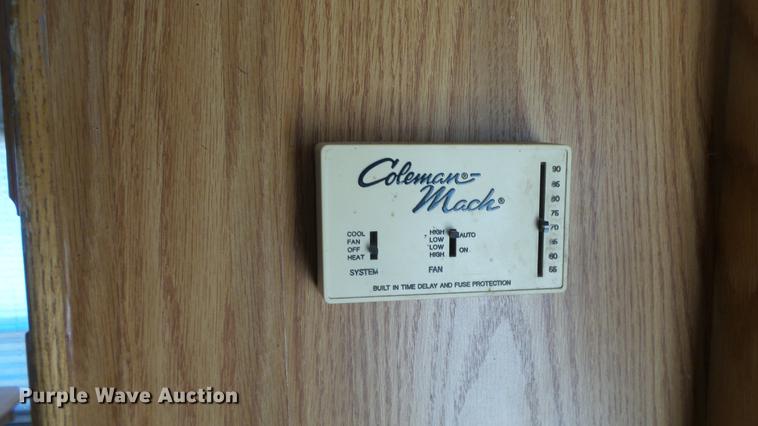 Coleman®-
Mach®
COOL
FAN
OFF
HEAT
SYSTEM
HIGH
LOW
LOW
HIGH
AUTO
ON
FAN
90
85
80
75
70
65
60
55
BUILT IN TIME DELAY AND FUSE PROTECTION
Purple Wave Auction